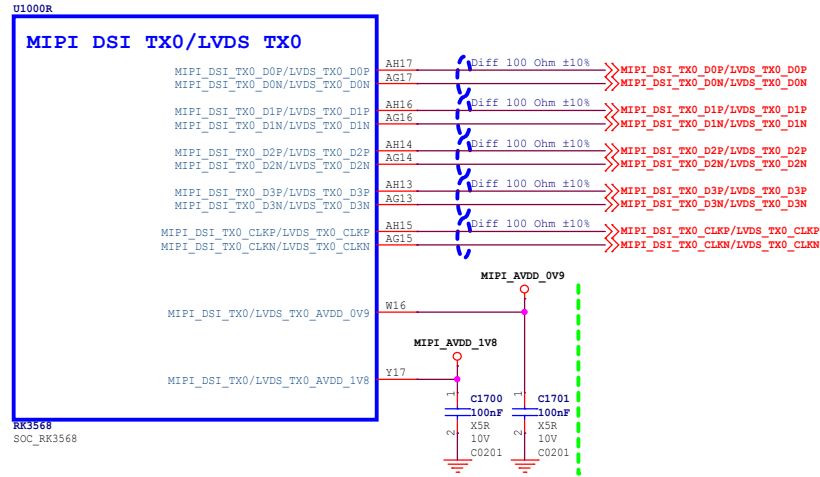 U1000R
MIPI DSI TX0/LVDS TX0
MIPI_DSI_TX0_D0P/LVDS_TX0_D0P AH17 Diff 100 Ohm ±10% MIPI_DSI_TX0_D0P/LVDS_TX0_D0P
MIPI_DSI_TX0_D0N/LVDS_TX0_D0N AG17 MIPI_DSI_TX0_D0N/LVDS_TX0_D0N
MIPI_DSI_TX0_D1P/LVDS_TX0_D1P AH16 Diff 100 Ohm ±10% MIPI_DSI_TX0_D1P/LVDS_TX0_D1P
MIPI_DSI_TX0_D1N/LVDS_TX0_D1N AG16 MIPI_DSI_TX0_D1N/LVDS_TX0_D1N
MIPI_DSI_TX0_D2P/LVDS_TX0_D2P AH14 Diff 100 Ohm ±10% MIPI_DSI_TX0_D2P/LVDS_TX0_D2P
MIPI_DSI_TX0_D2N/LVDS_TX0_D2N AG14 MIPI_DSI_TX0_D2N/LVDS_TX0_D2N
MIPI_DSI_TX0_D3P/LVDS_TX0_D3P AH13 Diff 100 Ohm ±10% MIPI_DSI_TX0_D3P/LVDS_TX0_D3P
MIPI_DSI_TX0_D3N/LVDS_TX0_D3N AG13 MIPI_DSI_TX0_D3N/LVDS_TX0_D3N
MIPI_DSI_TX0_CLKP/LVDS_TX0_CLKP AH15 Diff 100 Ohm ±10% MIPI_DSI_TX0_CLKP/LVDS_TX0_CLKP
MIPI_DSI_TX0_CLKN/LVDS_TX0_CLKN AG15 MIPI_DSI_TX0_CLKN/LVDS_TX0_CLKN
MIPI_AVDD_0V9
MIPI_DSI_TX0/LVDS_TX0_AVDD_0V9 W16
MIPI_AVDD_1V8
MIPI_DSI_TX0/LVDS_TX0_AVDD_1V8 Y17
1 C1700 1 C1701
100nF 100nF
X5R X5R
2 10V 2 10V
C0201 C0201
RK3568
SOC_RK3568